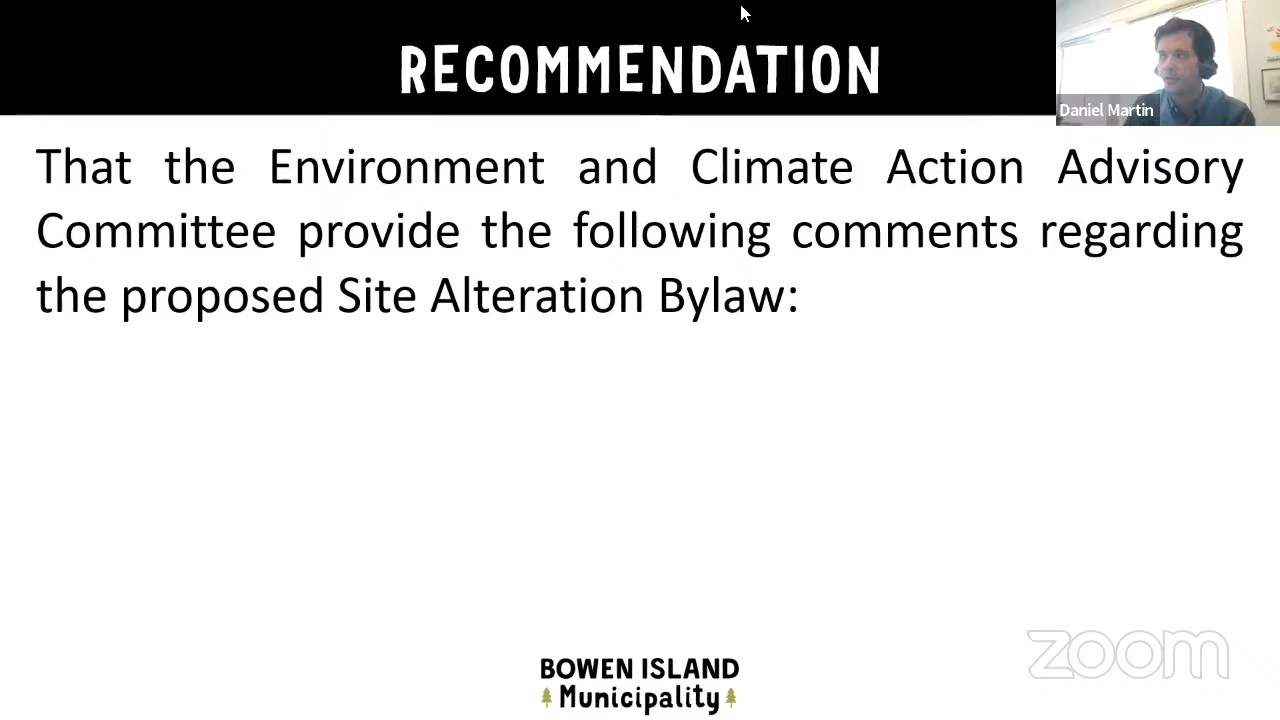 RECOMMENDATION
Daniel Martin
That the Environment and Climate Action Advisory
Committee provide the following comments regarding
the proposed Site Alteration Bylaw:
zoom
BOWEN ISLAND
Municipality